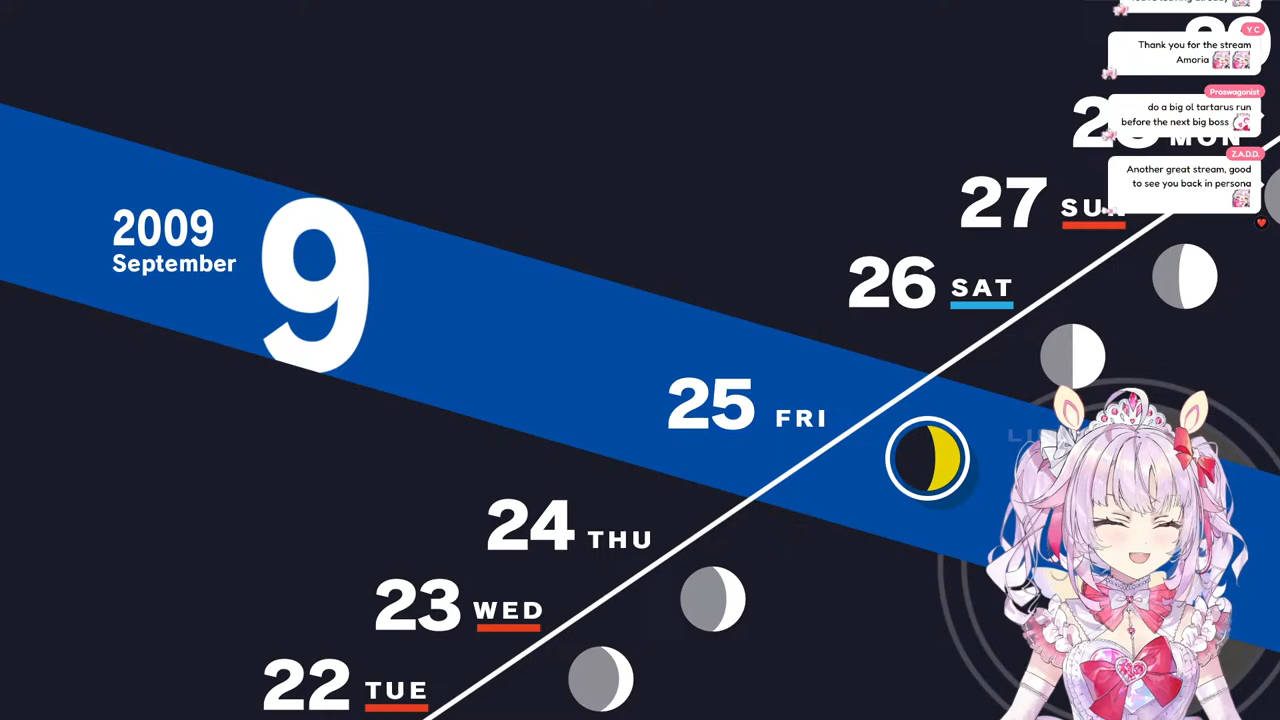 Y C
Thank you for the stream
Amoria
Proswagonist
do a big ol tartarus run
before the next big boss
MON
Z.A.D.D.
Another great stream, good
to see you back in persona
27 SUN
2009
September
9
26 SAT
25 FRI
24 THU
23 WED
22 TUE